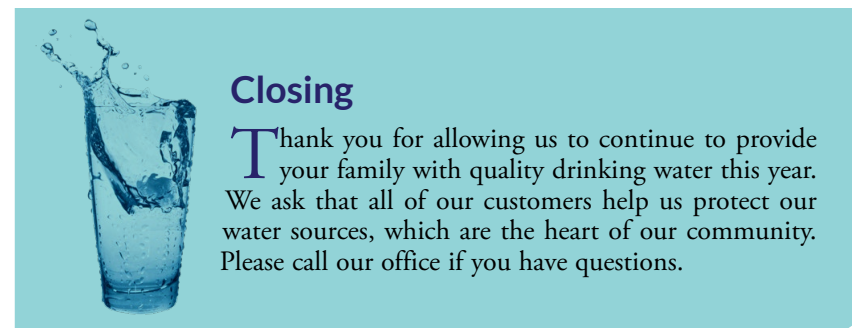 Closing
Thank you for allowing us to continue to provide
your family with quality drinking water this year.
We ask that all of our customers help us protect our
water sources, which are the heart of our community.
Please call our office if you have questions.